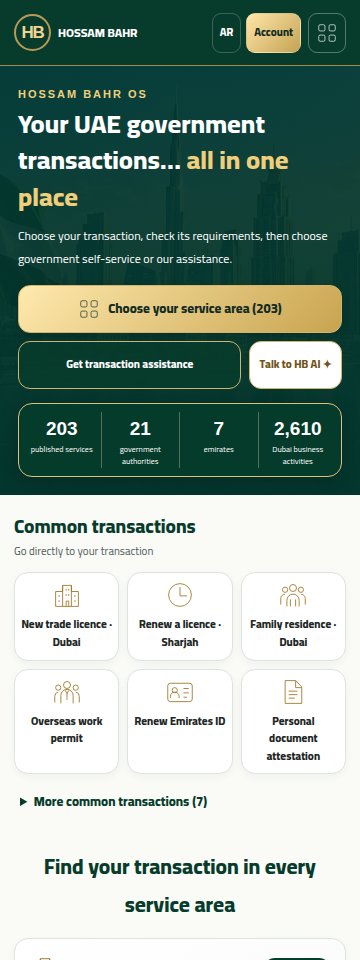 HB HOSSAM BAHR AR Account
HOSSAM BAHR OS
Your UAE government
transactions... all in one
place
Choose your transaction, check its requirements, then choose
government self-service or our assistance.
Choose your service area (203)
Get transaction assistance
Talk to HB AI ✦
203
published services
21
government
authorities
7
emirates
2,610
Dubai business
activities
Common transactions
Go directly to your transaction
New trade licence ·
Dubai
Renew a licence ·
Sharjah
Family residence ·
Dubai
Overseas work
permit
Renew Emirates ID
Personal
document
attestation
▶ More common transactions (7)
Find your transaction in every
service area